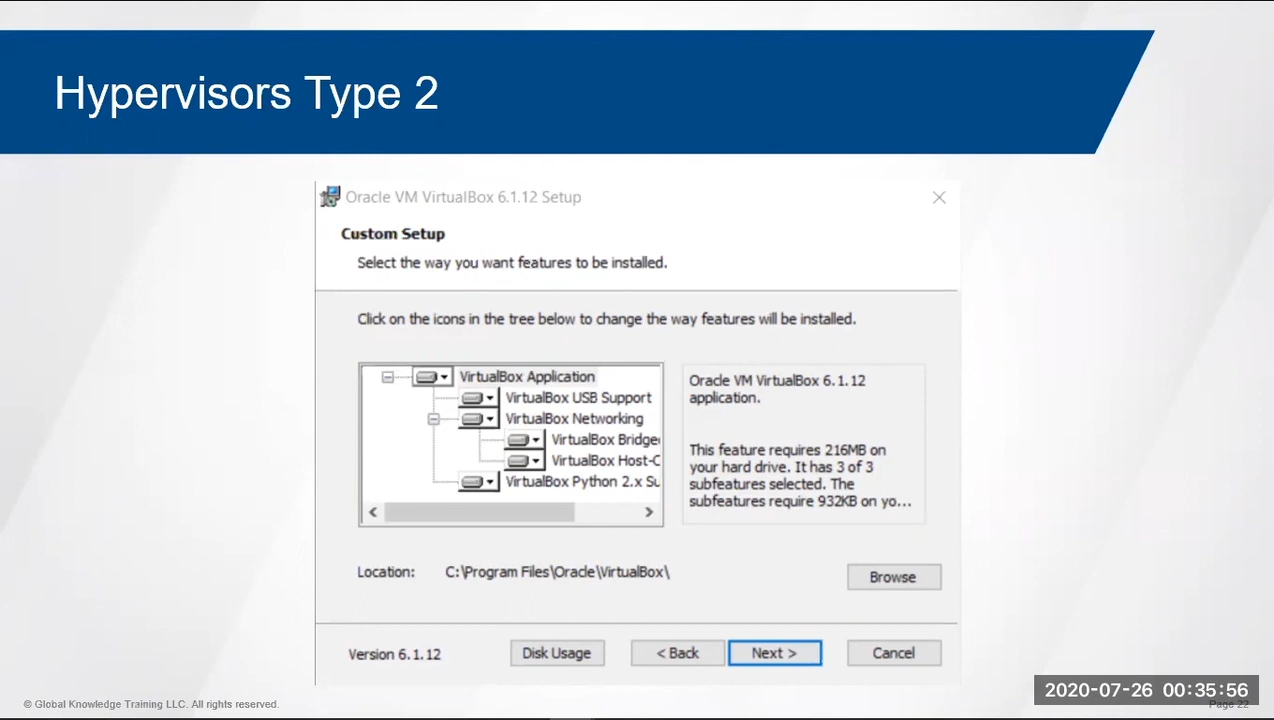 Hypervisors Type 2
Oracle VM VirtualBox 6.1.12 Setup
Custom Setup
Select the way you want features to be installed.
Click on the icons in the tree below to change the way features will be installed.
VirtualBox Application
VirtualBox USB Support
VirtualBox Networking
VirtualBox Bridge
VirtualBox Host-C
VirtualBox Python 2.x Su
Oracle VM VirtualBox 6.1.12
application.
This feature requires 216MB on
your hard drive. It has 3 of 3
subfeatures selected. The
subfeatures require 932KB on yo...
Location: C:\Program Files\Oracle\VirtualBox\
Browse
Version 6.1.12
Disk Usage
< Back
Next >
Cancel
2020-07-26 00:35:56
© Global Knowledge Training LLC. All rights reserved.
Page 22